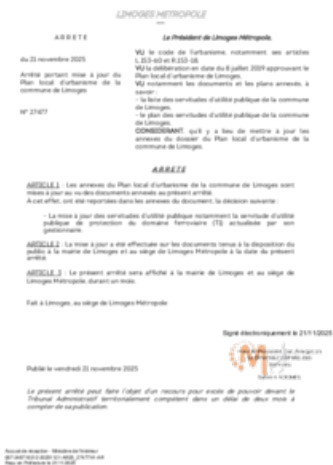 LIMOGES METROPOLE
ARRETE
du 21 novembre 2025
Arrêté portant mise à jour du
Plan local d'urbanisme de la
commune de Limoges
N° 27477
Le Président de Limoges Métropole,
VU le code de l'urbanisme, notamment ses articles
L.153-60 et R.153-18,
VU la délibération en date du 8 juillet 2019 approuvant le
Plan local d'urbanisme de Limoges,
VU notamment les documents et les plans annexés, à
savoir :
- la liste des servitudes d'utilité publique de la commune
de Limoges,
- le plan des servitudes d'utilité publique de la commune
de Limoges,
CONSIDERANT, qu'il y a lieu de mettre à jour les
annexes du dossier du Plan local d'urbanisme de la
commune de Limoges.
ARRETE
ARTICLE 1 : Les annexes du Plan local d'urbanisme de la commune de Limoges sont
mises à jour au vu des documents annexés au présent arrêté.
A cet effet, ont été reportées dans les annexes du document, la décision suivante :
- La mise à jour des servitudes d'utilité publique notamment la servitude d'utilité
publique de protection du domaine ferroviaire (T1) actualisée par son
gestionnaire.
ARTICLE 2 : La mise à jour a été effectuée sur les documents tenus à la disposition du
public à la mairie de Limoges et au siège de Limoges Métropole à la date du présent
arrêté.
ARTICLE 3 : Le présent arrêté sera affiché à la mairie de Limoges et au siège de
Limoges Métropole, durant un mois.
Fait à Limoges, au siège de Limoges Métropole
Signé électroniquement le 21/11/2025
Publié le vendredi 21 novembre 2025
Le présent arrêté peut faire l'objet d'un recours pour excès de pouvoir devant le
Tribunal Administratif territorialement compétent dans un délai de deux mois à
compter de sa publication.
Accusé de réception - Ministère de l'Intérieur